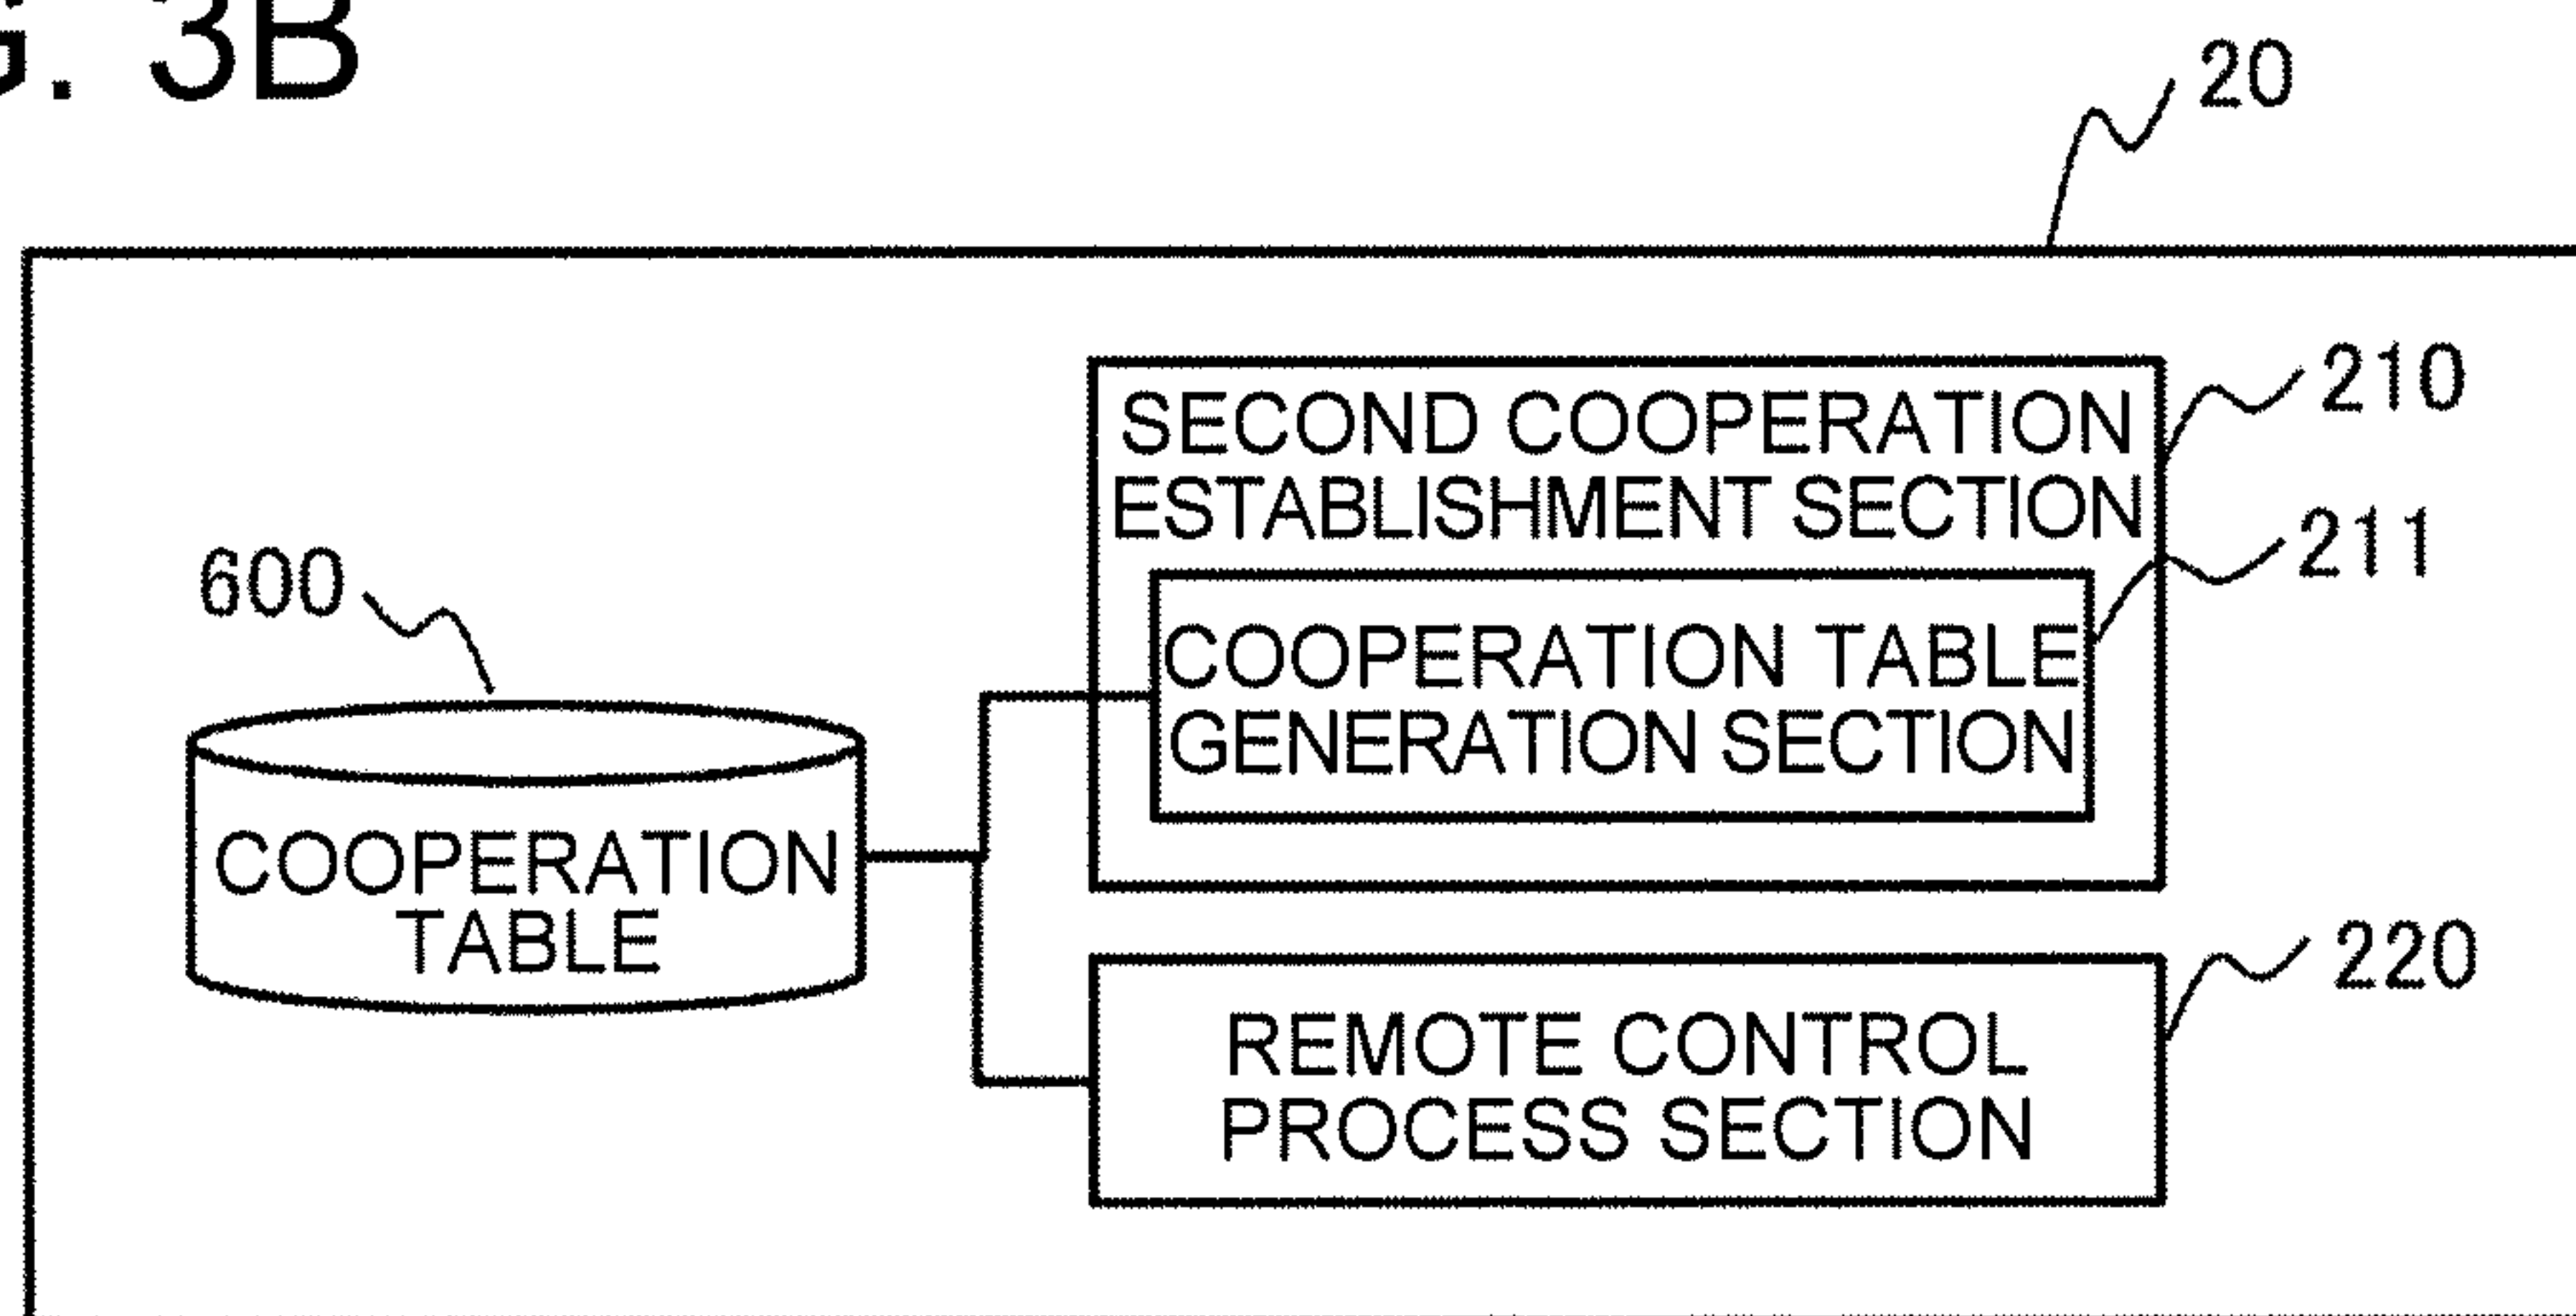 G. 3B
20
SECOND COOPERATION
ESTABLISHMENT SECTION
210
211
COOPERATION TABLE
GENERATION SECTION
600
COOPERATION
TABLE
REMOTE CONTROL
PROCESS SECTION
220